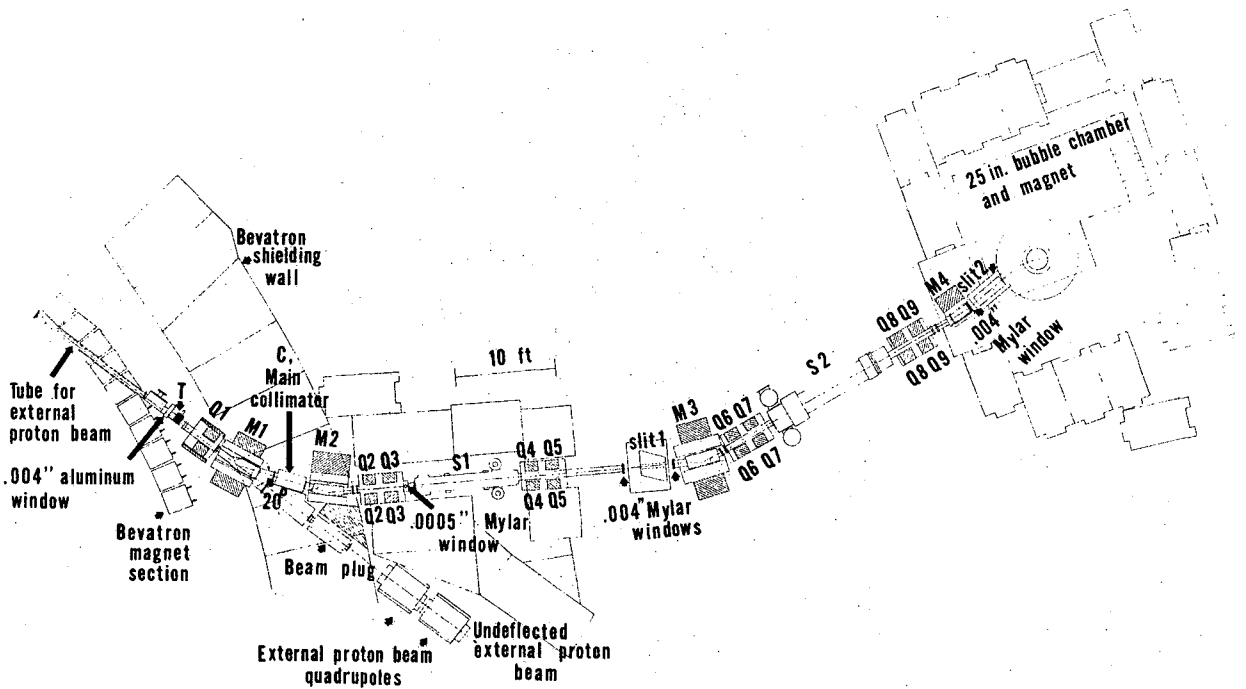 25 in. bubble chamber
and magnet
Bevatron
shielding
wall
M4
slit2
Q8 Q9
.004"
Mylar
window
Q8 Q9
S2
10 ft
C,
Main
collimator
Tube for
external
proton beam
T
Q1
M1
M2
M3
Q6 Q7
slit1
Q6 Q7
Q2 Q3
S1
Q4 Q5
.004" aluminum
window
20°
Q2 Q3
.0005"
Mylar
window
Q4 Q5
.004" Mylar
windows
Bevatron
magnet
section
Beam plug
External proton beam
quadrupoles
Undeflected
external proton
beam